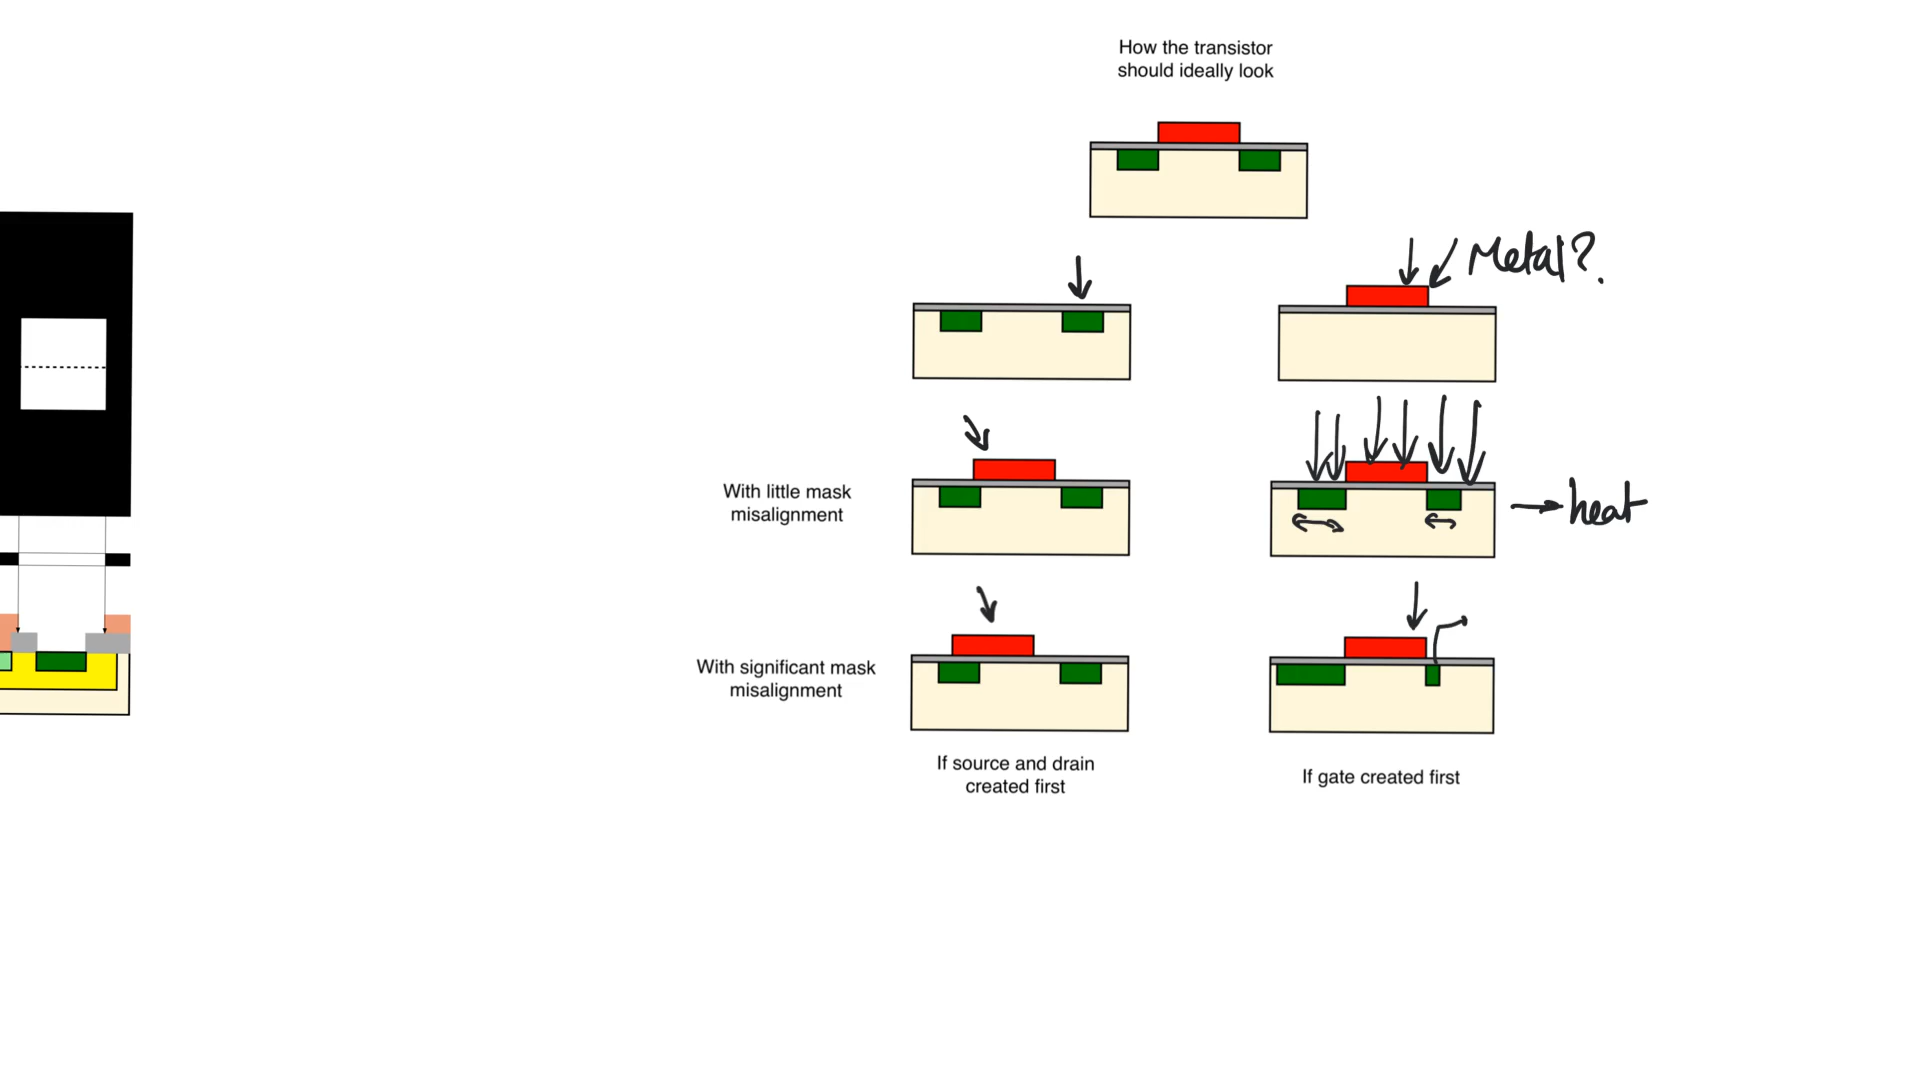 How the transistor
should ideally look
Metal?
With little mask
misalignment
heat
With significant mask
misalignment
If source and drain
created first
If gate created first